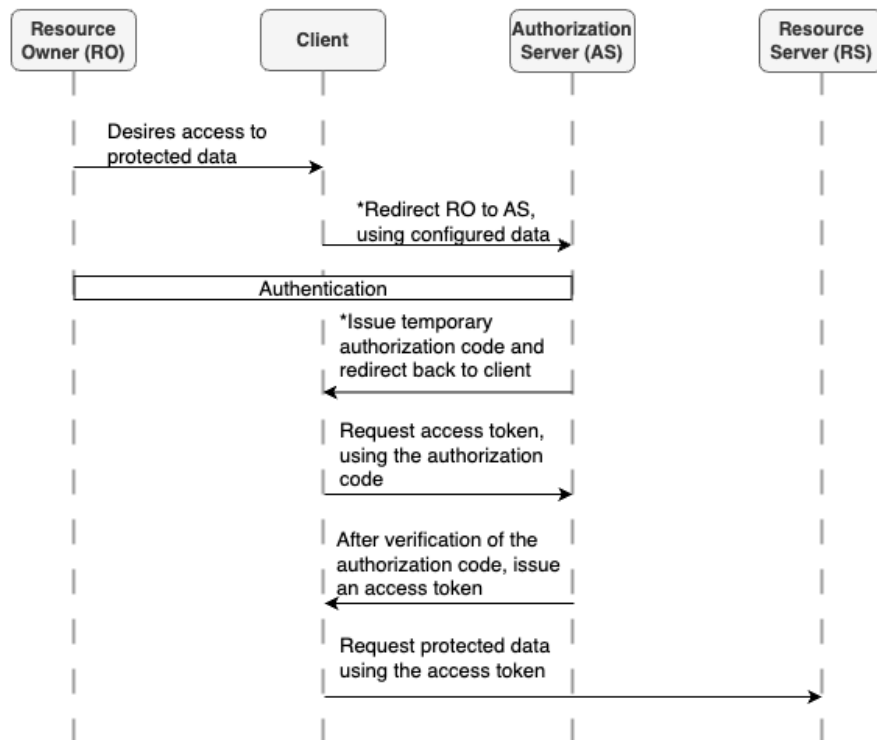 Resource
Owner (RO)
Client
Authorization
Server (AS)
Resource
Server (RS)
Desires access to
protected data
*Redirect RO to AS,
using configured data
Authentication
*Issue temporary
authorization code and
redirect back to client
Request access token,
using the authorization
code
After verification of the
authorization code, issue
an access token
Request protected data
using the access token